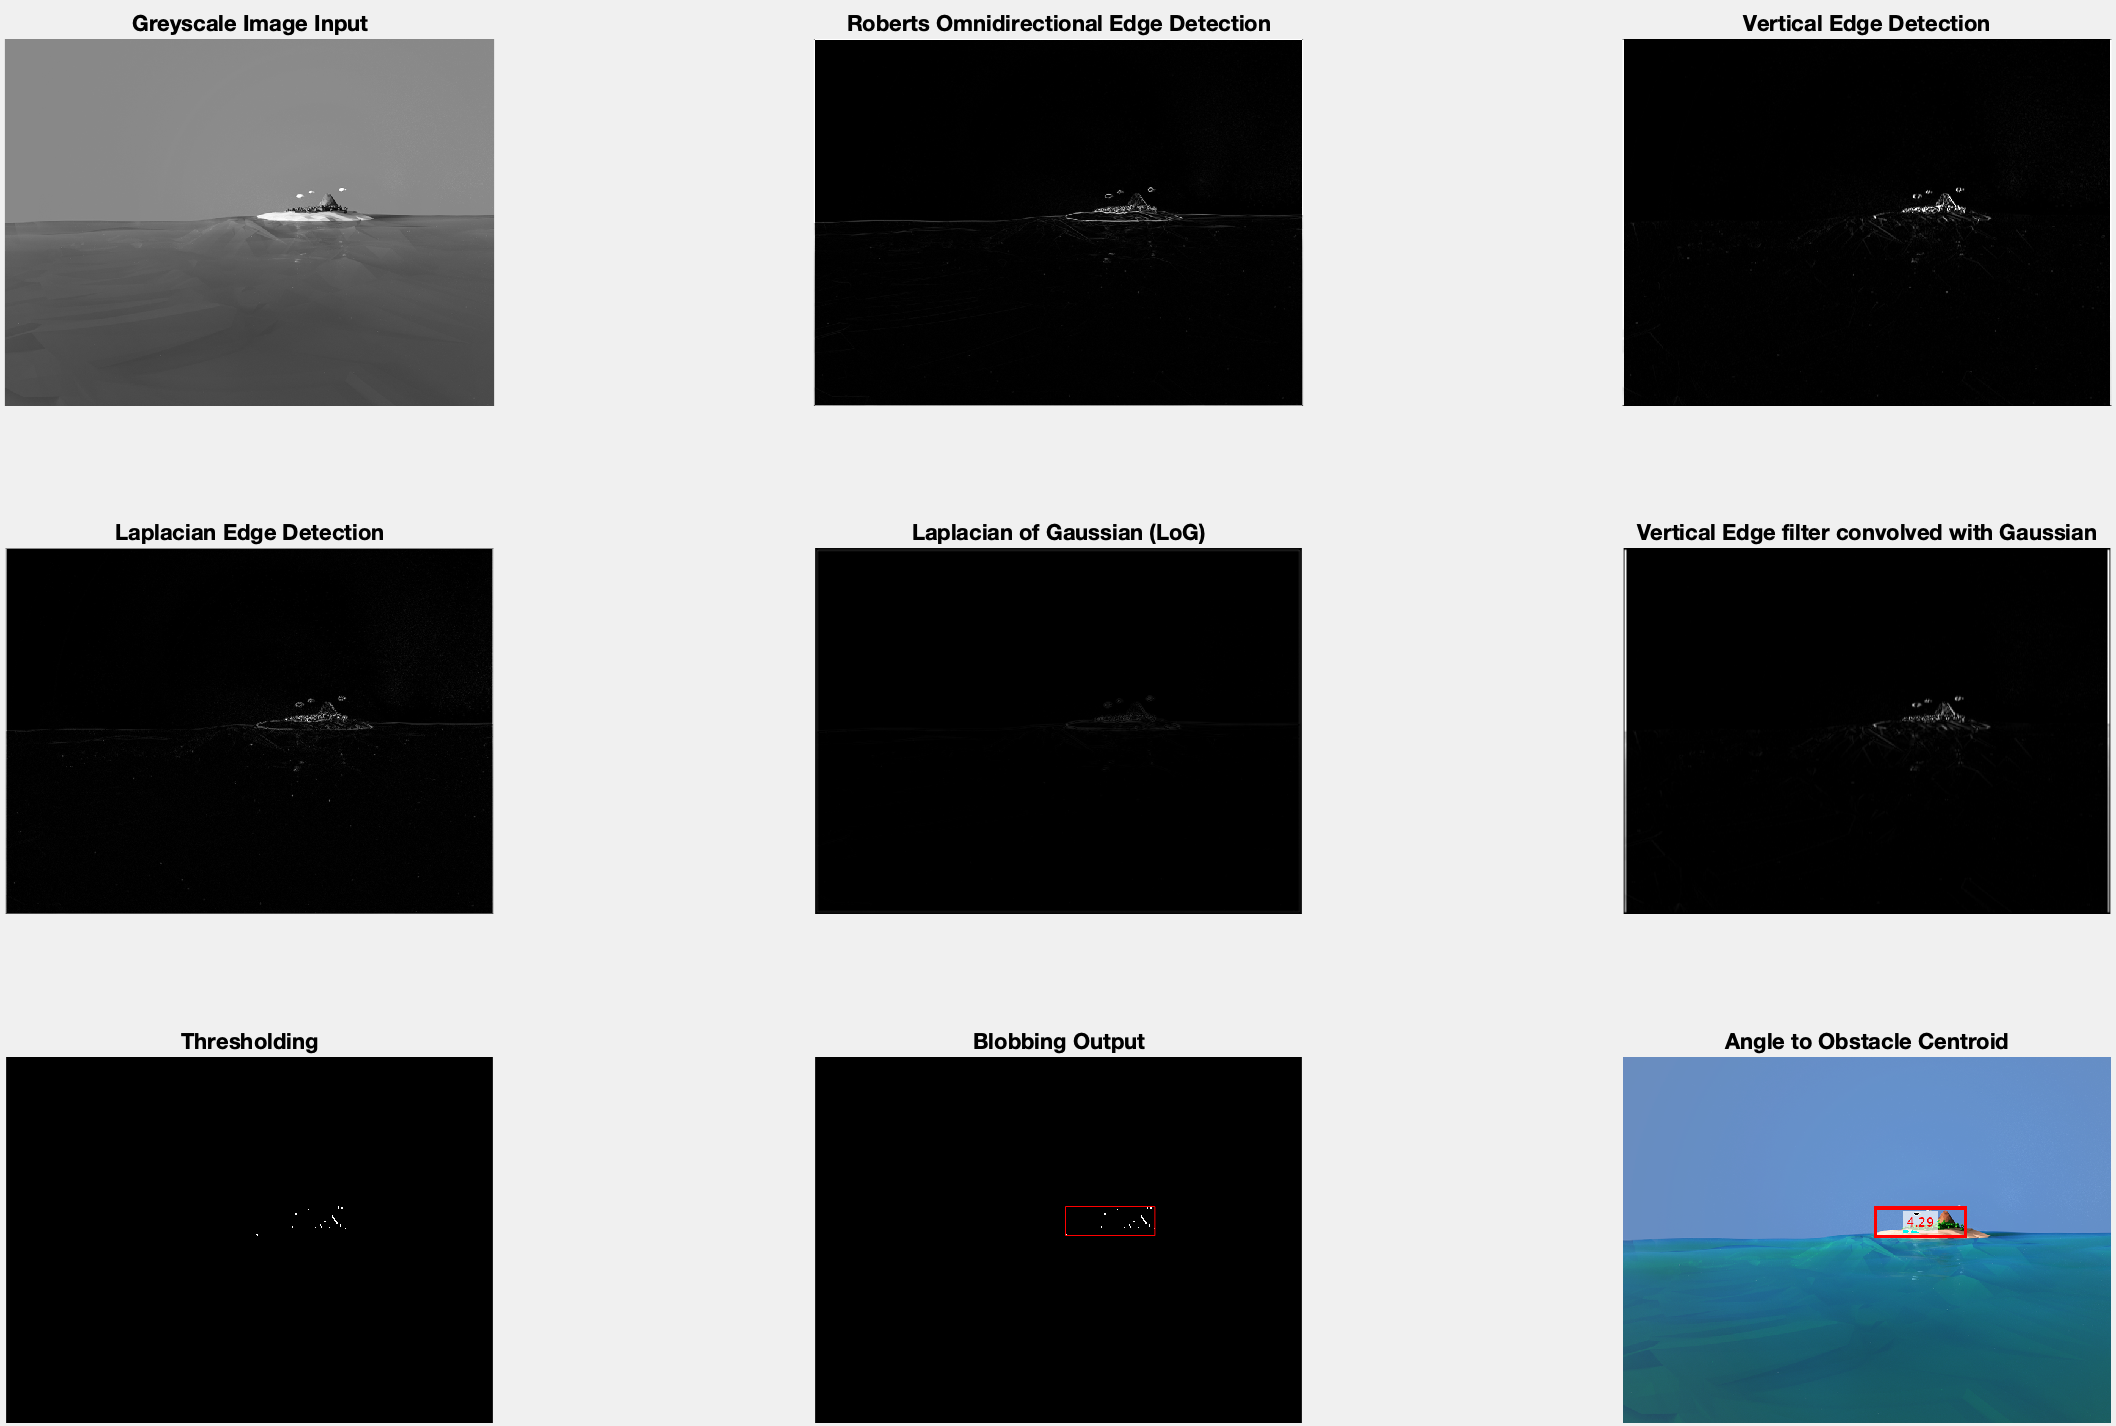 Greyscale Image Input
Roberts Omnidirectional Edge Detection
Vertical Edge Detection
Laplacian Edge Detection
Laplacian of Gaussian (LoG)
Vertical Edge filter convolved with Gaussian
Thresholding
Blobbing Output
Angle to Obstacle Centroid
4.29